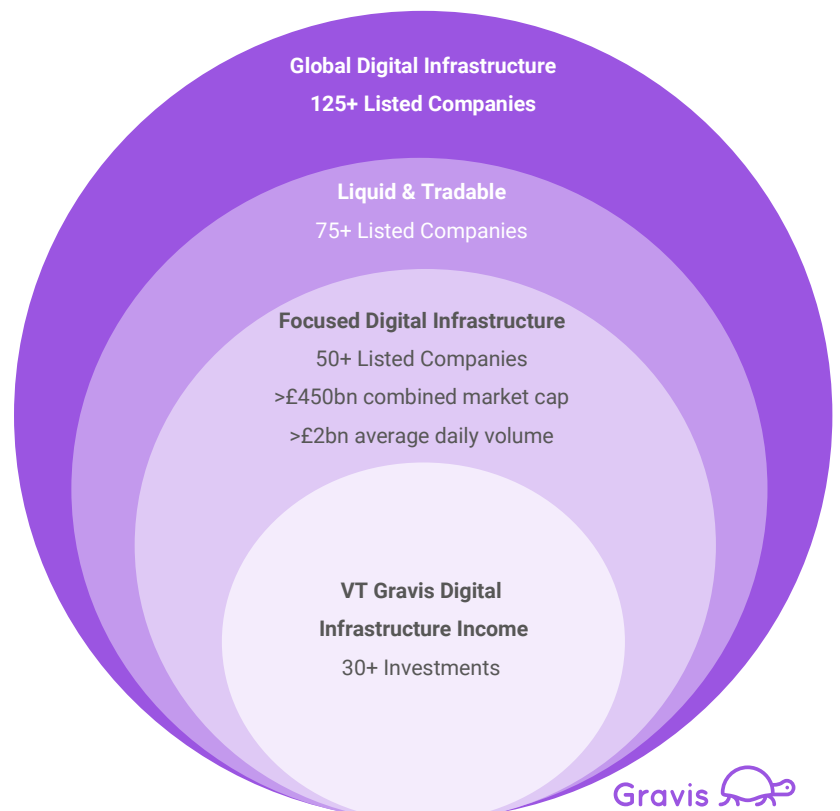 Global Digital Infrastructure
125+ Listed Companies
Liquid & Tradable
75+ Listed Companies
Focused Digital Infrastructure
50+ Listed Companies
>£450bn combined market cap
>£2bn average daily volume
VT Gravis Digital
Infrastructure Income
30+ Investments
Gravis